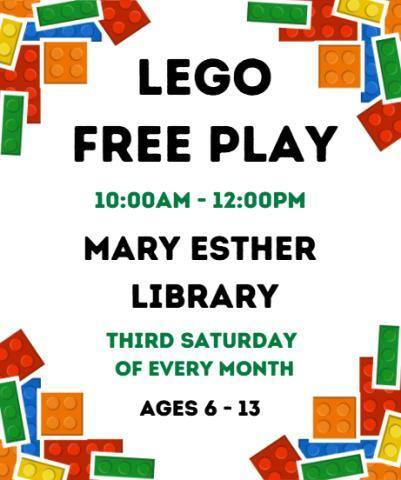 LEGO
FREE PLAY
10:00AM - 12:00PM
MARY ESTHER
LIBRARY
THIRD SATURDAY
OF EVERY MONTH
AGES 6 - 13